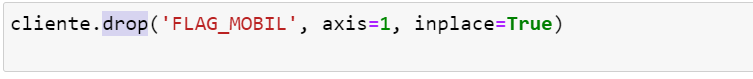 cliente.drop('FLAG_MOBIL', axis=1, inplace=True)